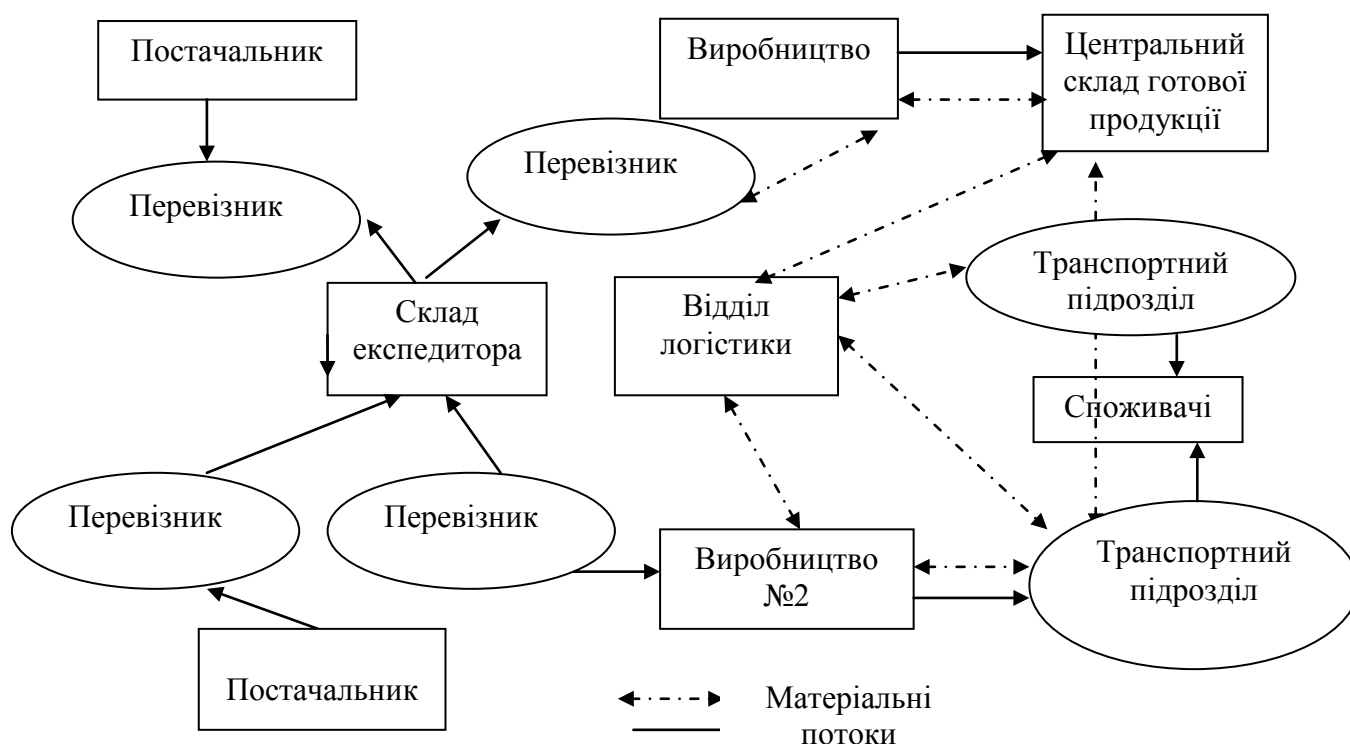 Постачальник
Виробництво
Центральний
склад готової
продукції
Перевізник
Перевізник
Транспортний
підрозділ
Склад
експедитора
Відділ
логістики
Споживачі
Перевізник
Перевізник
Виробництво
№2
Транспортний
підрозділ
Постачальник
Матеріальні
потоки